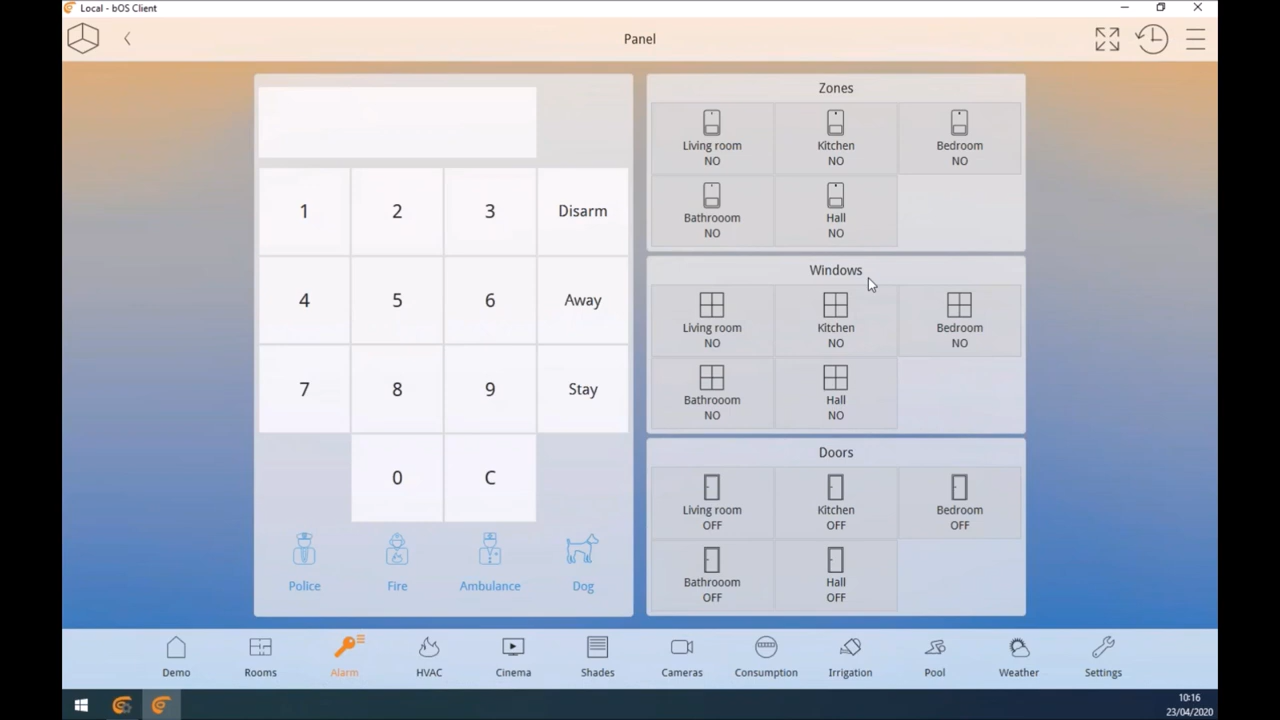 Local - bOS Client
Panel
1
2
3
Disarm
4
5
6
Away
7
8
9
Stay
0
C
Police
Fire
Ambulance
Dog
Zones
Living room
NO
Kitchen
NO
Bedroom
NO
Bathrooom
NO
Hall
NO
Windows
Living room
NO
Kitchen
NO
Bedroom
NO
Bathrooom
NO
Hall
NO
Doors
Living room
OFF
Kitchen
OFF
Bedroom
OFF
Bathrooom
OFF
Hall
OFF
Demo
Rooms
Alarm
HVAC
Cinema
Shades
Cameras
Consumption
Irrigation
Pool
Weather
Settings
10:16
23/04/2020